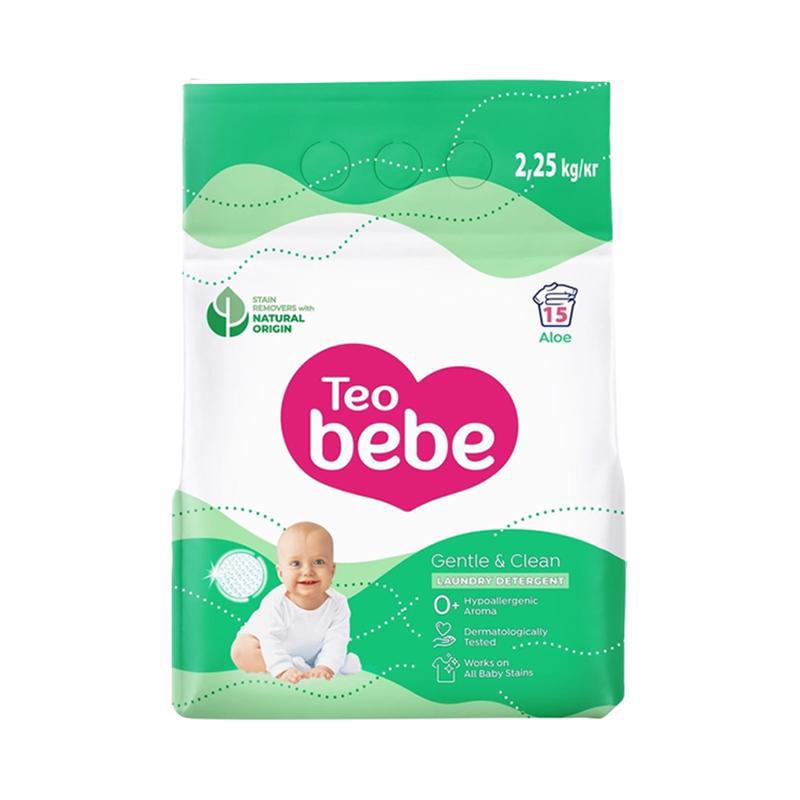 2,25 kg/кг
STAIN
REMOVERS with
NATURAL
ORIGIN
15
Aloe
Teo
bebe
Gentle & Clean
LAUNDRY DETERGENT
0+ Hypoallergenic
Aroma
Dermatologically
Tested
Works on
All Baby Stains